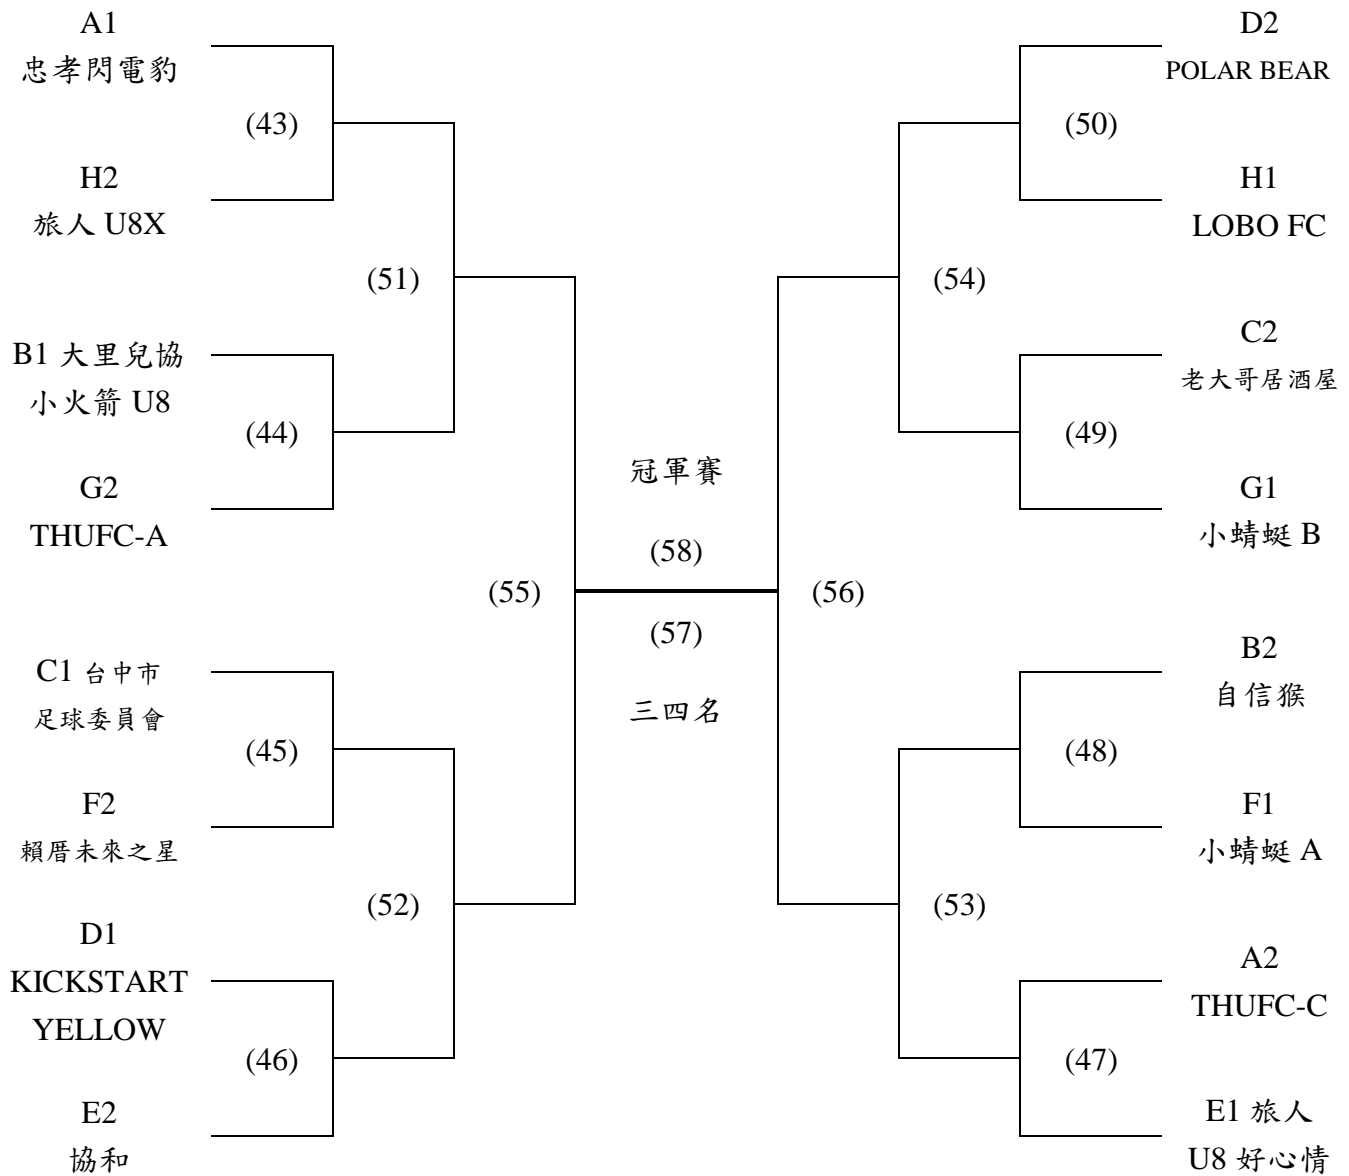 A1
忠孝閃電豹
(43)
H2
旅人 U8X
(51)
B1 大里兒協
小火箭 U8
(44)
G2
THUFC-A
(55)
C1 台中市
足球委員會
(45)
F2
賴厝未來之星
(52)
D1
KICKSTART
YELLOW
(46)
E2
協和
冠軍賽
(58)
(57)
三四名
D2
POLAR BEAR
(50)
H1
LOBO FC
(54)
C2
老大哥居酒屋
(49)
G1
小蜻蜓 B
(56)
B2
自信猴
(48)
F1
小蜻蜓 A
(53)
A2
THUFC-C
(47)
E1 旅人
U8 好心情